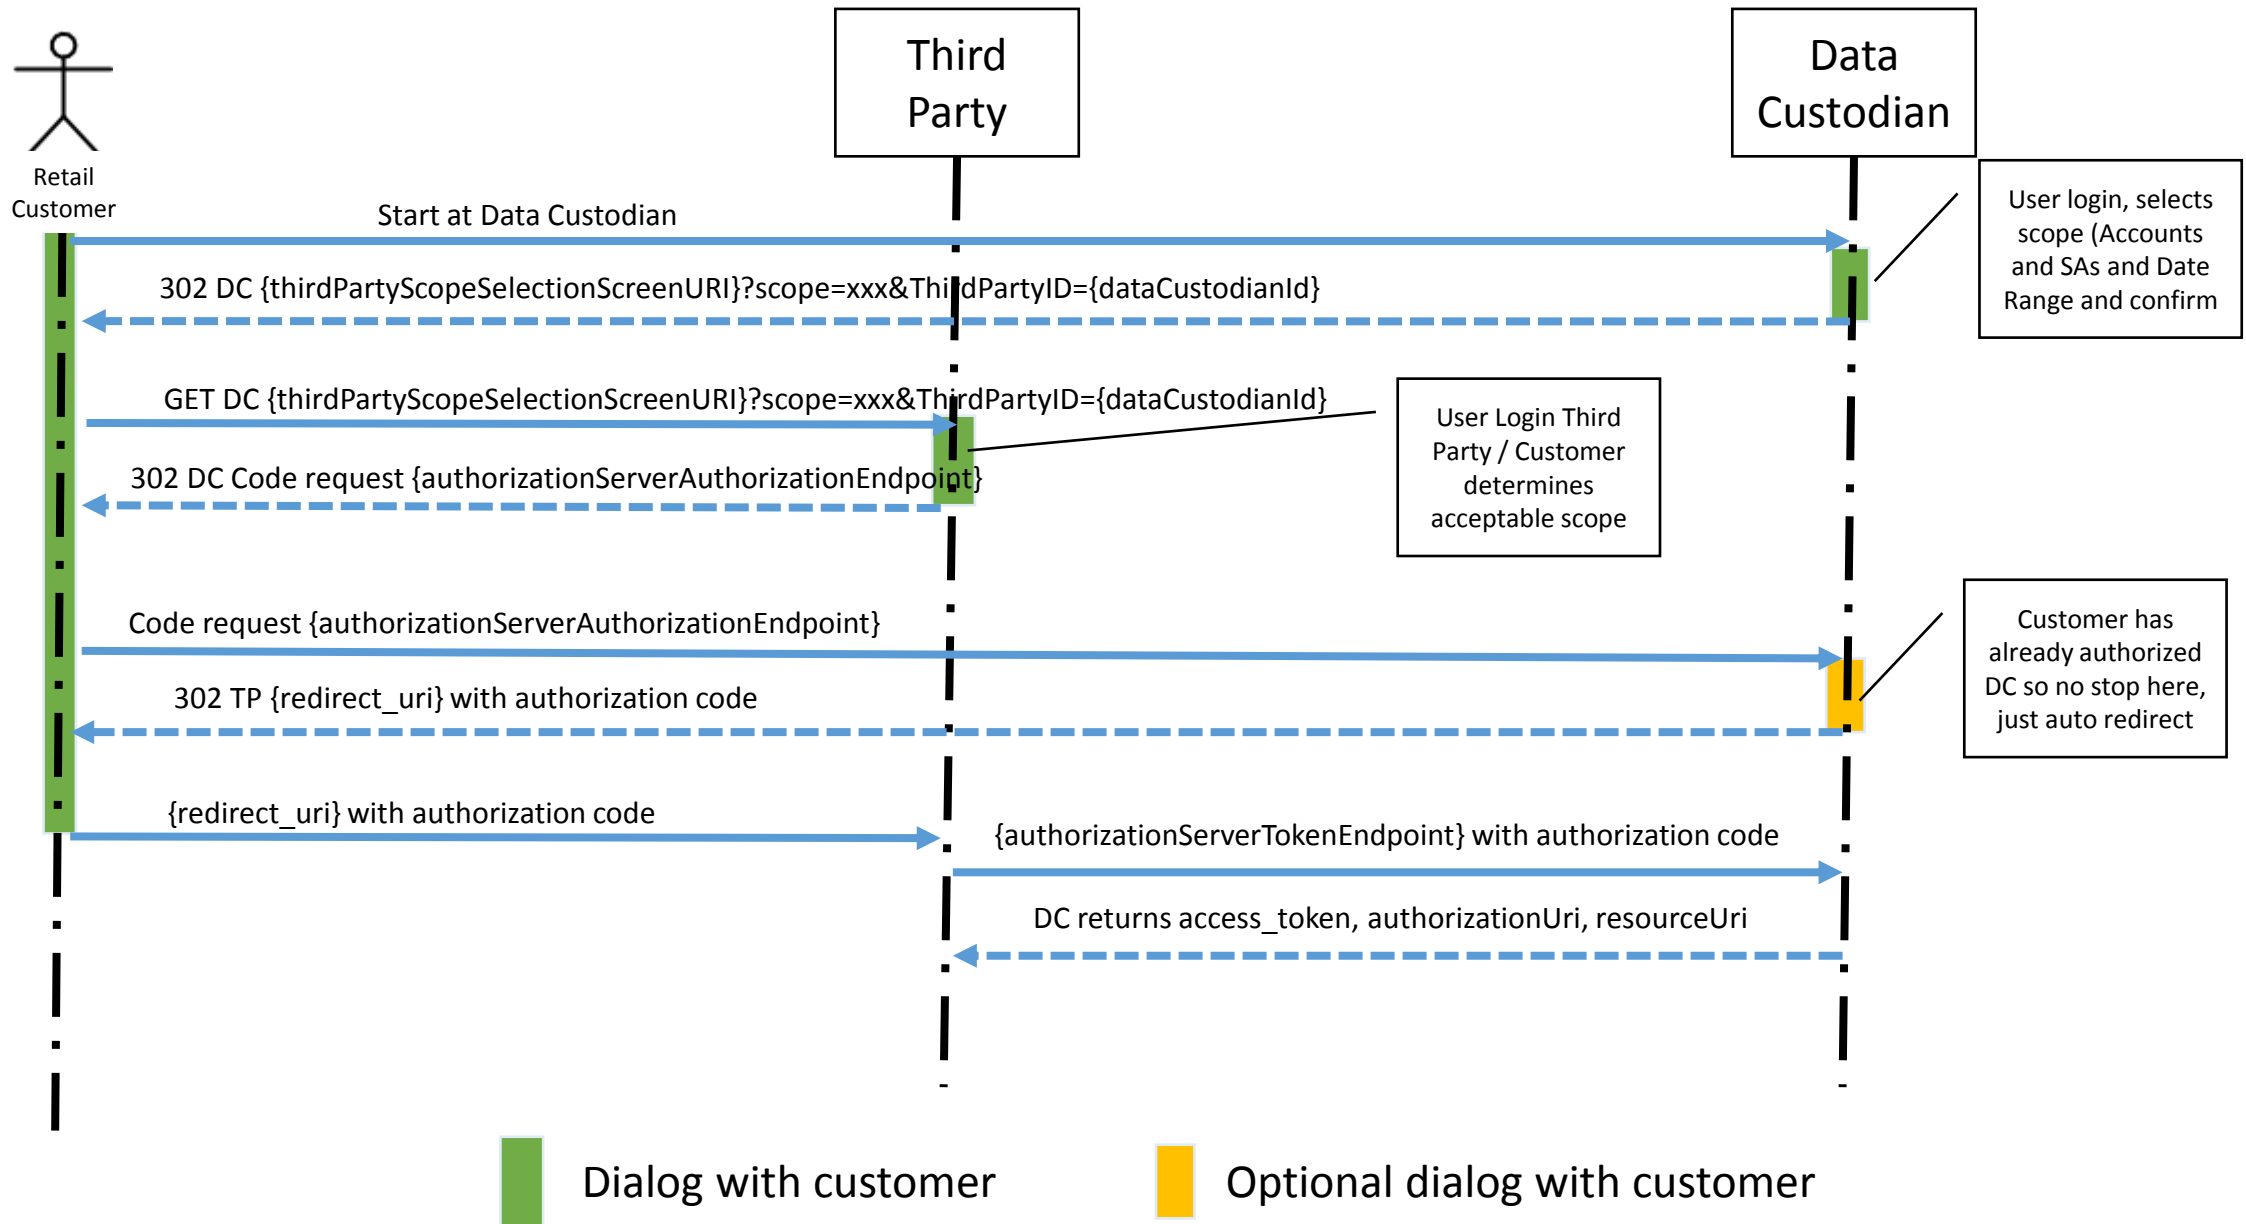 Third
Party
Data
Custodian
Retail
Customer
Start at Data Custodian
User login, selects
scope (Accounts
and SAs and Date
Range and confirm
302 DC {thirdPartyScopeSelectionScreenURI}?scope=xxx&ThirdPartyID={dataCustodianId}
GET DC {thirdPartyScopeSelectionScreenURI}?scope=xxx&ThirdPartyID={dataCustodianId}
User Login Third
Party / Customer
determines
acceptable scope
302 DC Code request {authorizationServerAuthorizationEndpoint}
Code request {authorizationServerAuthorizationEndpoint}
Customer has
already authorized
DC so no stop here,
just auto redirect
302 TP {redirect_uri} with authorization code
{redirect_uri} with authorization code
{authorizationServerTokenEndpoint} with authorization code
DC returns access_token, authorizationUri, resourceUri
Dialog with customer
Optional dialog with customer